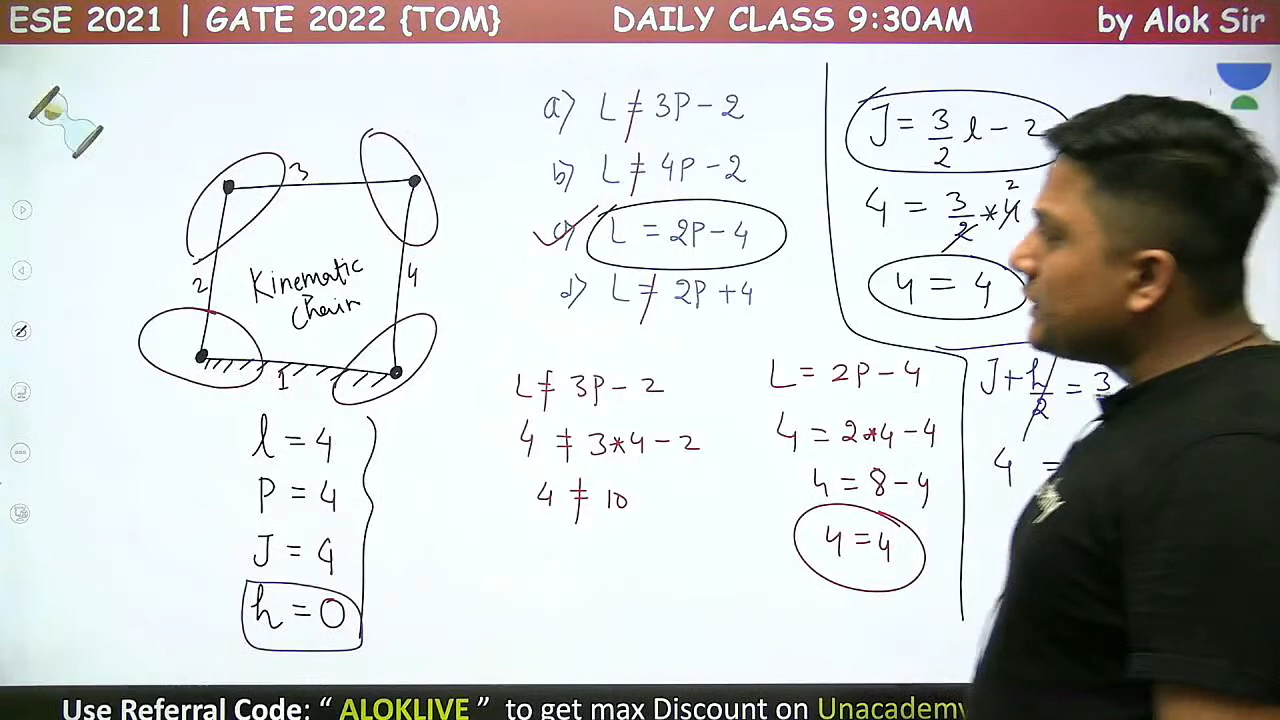 ESE 2021 | GATE 2022 {TOM}
DAILY CLASS 9:30AM
by Alok Sir
3
2
4
1
Kinematic
Chain
l = 4
P = 4
J = 4
h = 0
a) L ≠ 3P - 2
b) L ≠ 4P - 2
c) L = 2P - 4
d) L ≠ 2P + 4
L ≠ 3P - 2
4 ≠ 3*4 - 2
4 ≠ 10
L = 2P - 4
4 = 2*4 - 4
4 = 8 - 4
4 = 4
J = 3/2 l - 2
4 = 3/2 * 4
4 = 4
J + h/2 = 3
4 =
Use Referral Code: “ ALOKLIVE ” to get max Discount on Unacademy